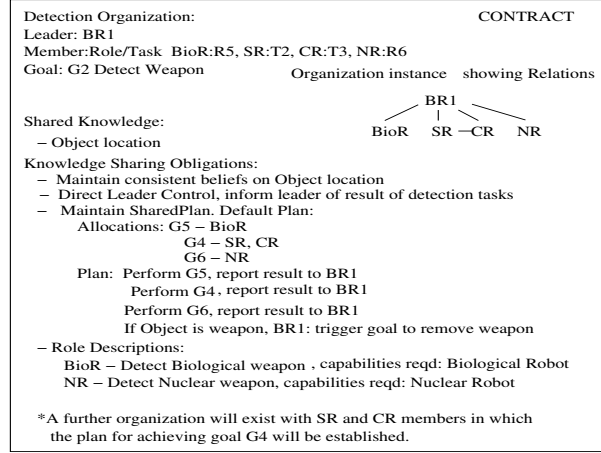 Detection Organization: CONTRACT
Leader: BR1
Member:Role/Task BioR:R5, SR:T2, CR:T3, NR:R6
Goal: G2 Detect Weapon
Organization instance showing Relations
BR1
BioR SR CR NR
Shared Knowledge:
– Object location
Knowledge Sharing Obligations:
– Maintain consistent beliefs on Object location
– Direct Leader Control, inform leader of result of detection tasks
– Maintain SharedPlan. Default Plan:
Allocations: G5 – BioR
G4 – SR, CR
G6 – NR
Plan: Perform G5, report result to BR1
Perform G4, report result to BR1
Perform G6, report result to BR1
If Object is weapon, BR1: trigger goal to remove weapon
– Role Descriptions:
BioR – Detect Biological weapon , capabilities reqd: Biological Robot
NR – Detect Nuclear weapon, capabilities reqd: Nuclear Robot
*A further organization will exist with SR and CR members in which
the plan for achieving goal G4 will be established.